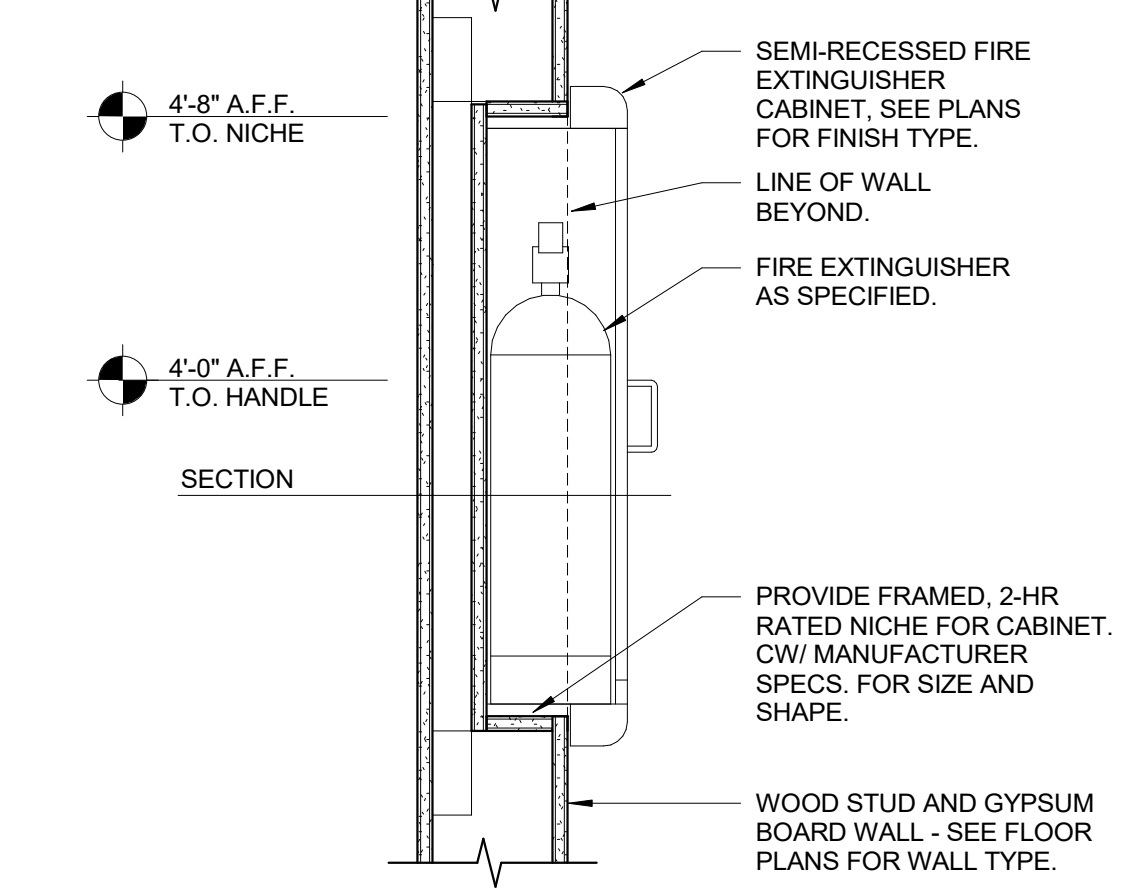 4'-8" A.F.F.
T.O. NICHE
4'-0" A.F.F.
T.O. HANDLE
SECTION
SEMI-RECESSED FIRE
EXTINGUISHER
CABINET, SEE PLANS
FOR FINISH TYPE.
LINE OF WALL
BEYOND.
FIRE EXTINGUISHER
AS SPECIFIED.
PROVIDE FRAMED, 2-HR
RATED NICHE FOR CABINET.
CW/ MANUFACTURER
SPECS. FOR SIZE AND
SHAPE.
WOOD STUD AND GYPSUM
BOARD WALL - SEE FLOOR
PLANS FOR WALL TYPE.